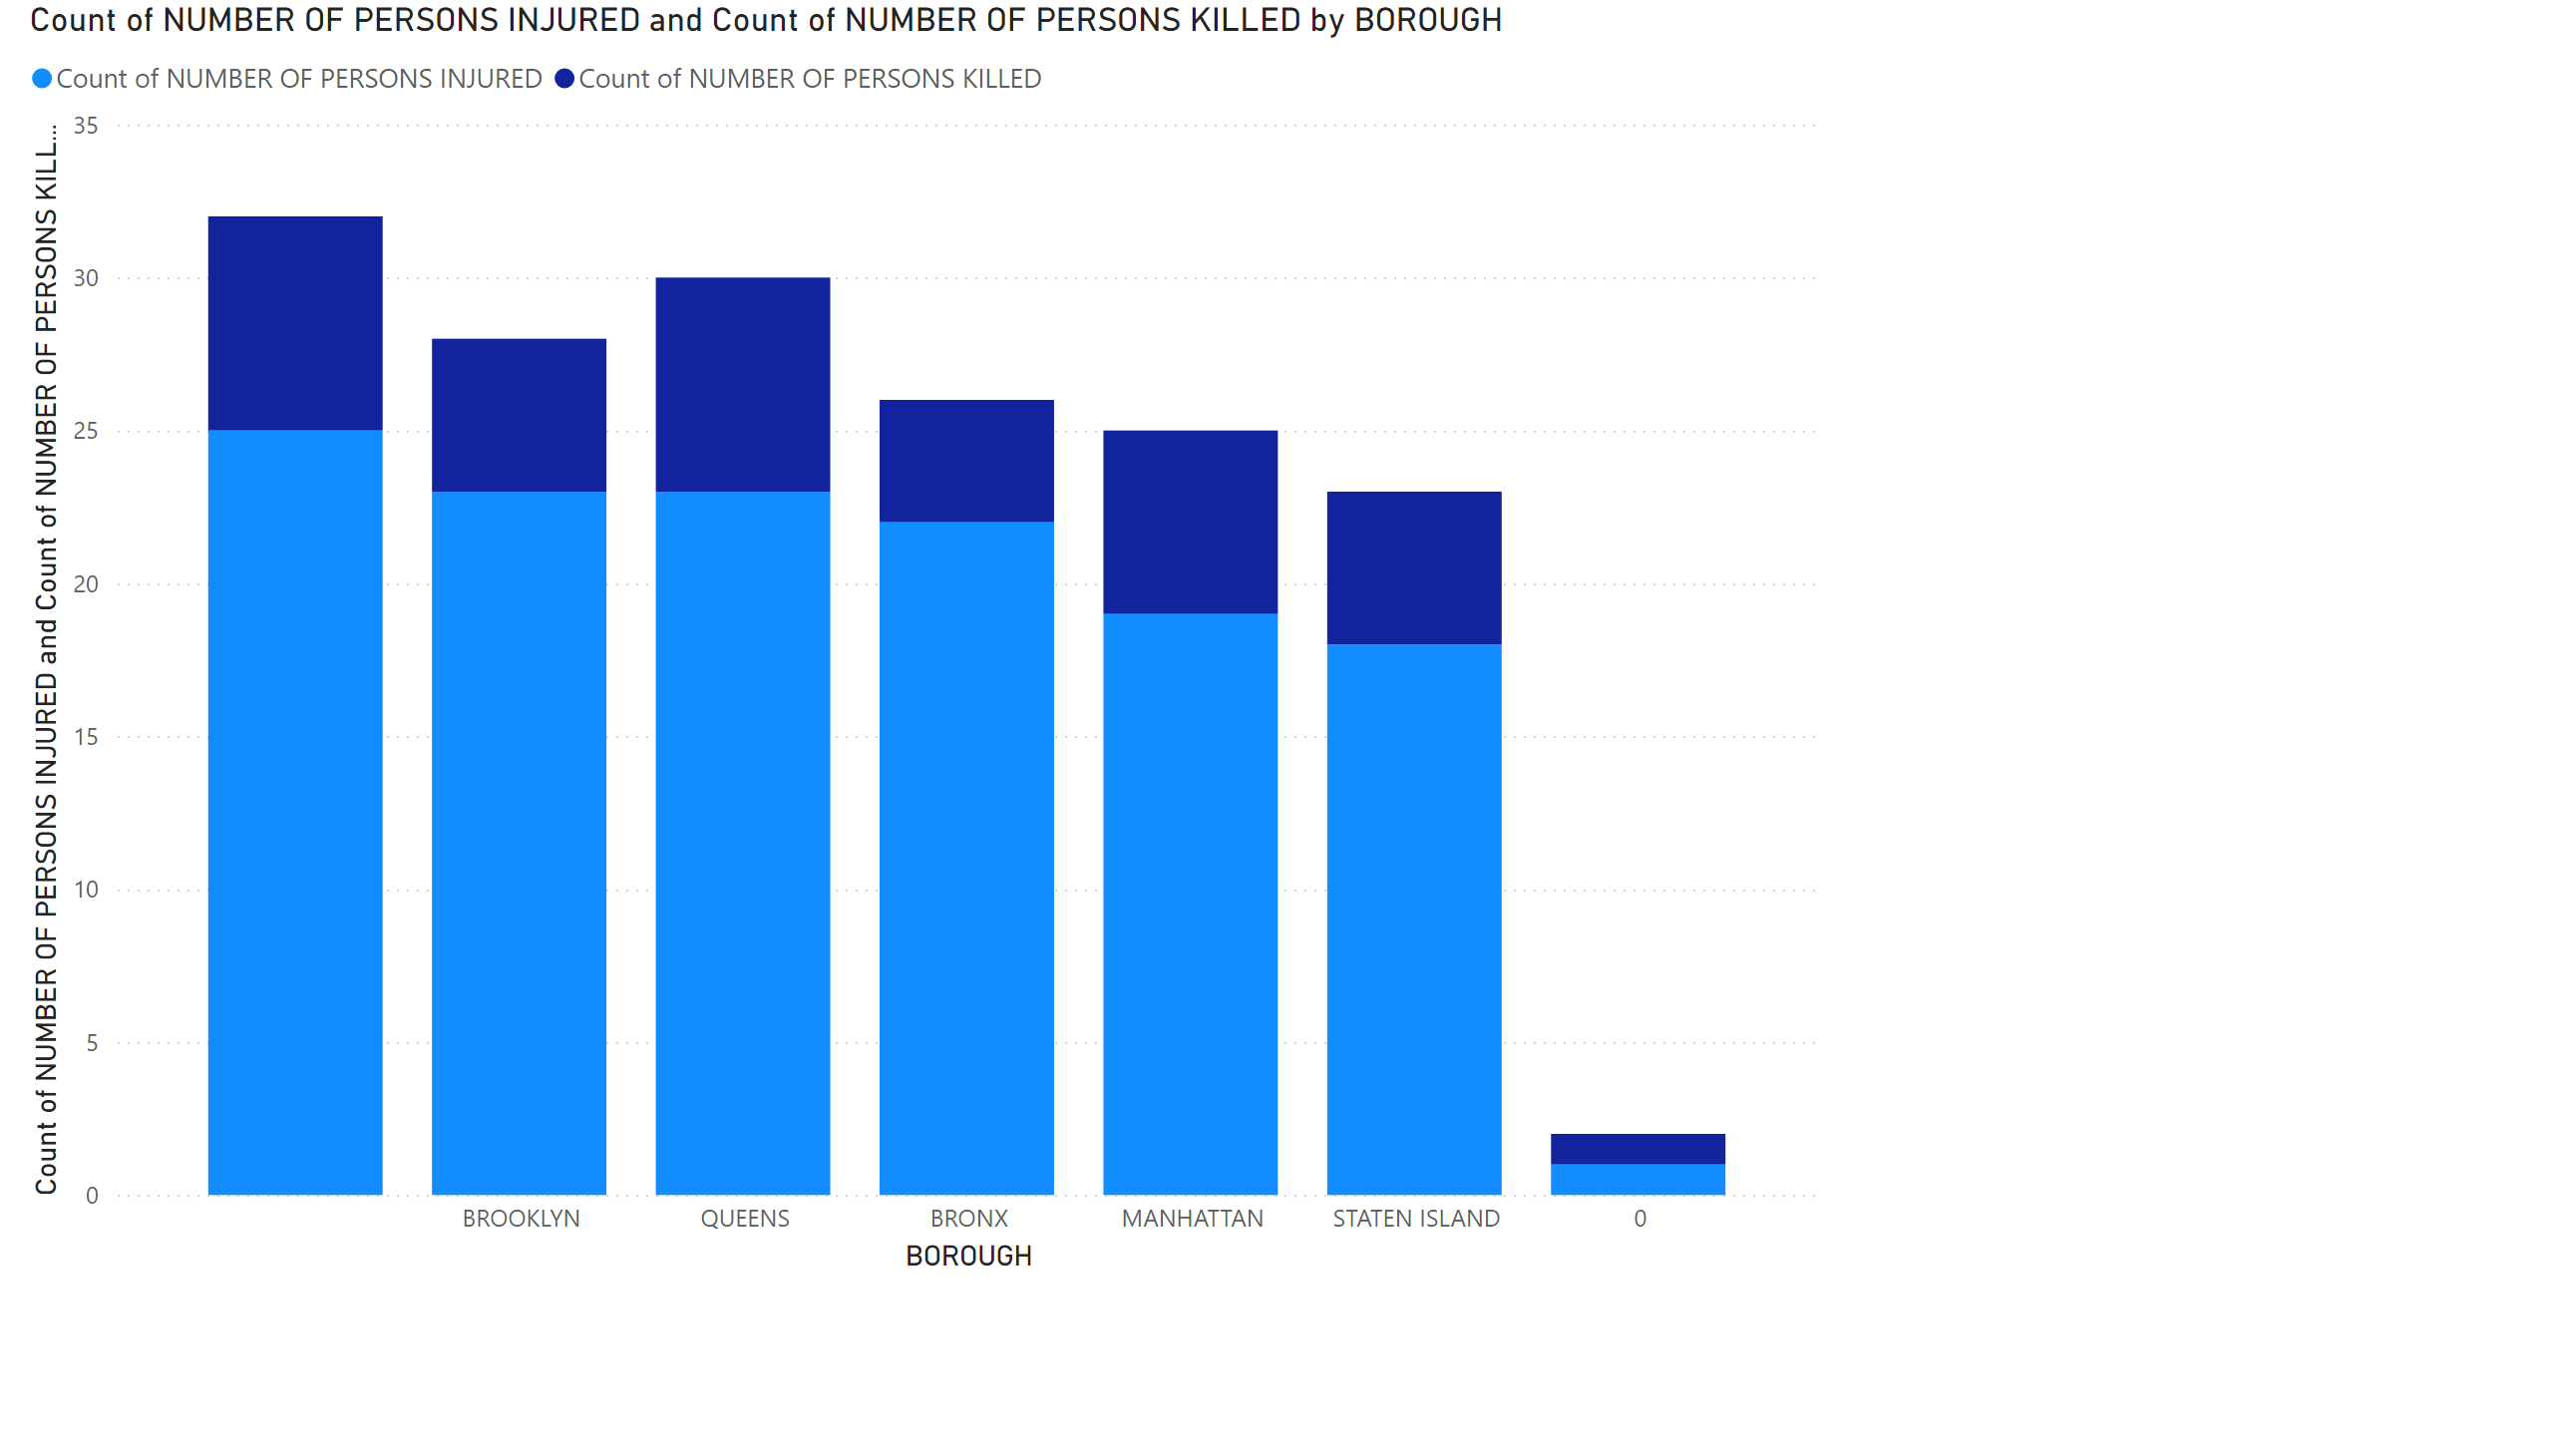 Count of NUMBER OF PERSONS INJURED and Count of NUMBER OF PERSONS KILLED by BOROUGH
Count of NUMBER OF PERSONS INJURED Count of NUMBER OF PERSONS KILLED
Count of NUMBER OF PERSONS INJURED and Count of NUMBER OF PERSONS KILL...
35
30
25
20
15
10
5
0
BROOKLYN QUEENS BRONX MANHATTAN STATEN ISLAND 0
BOROUGH